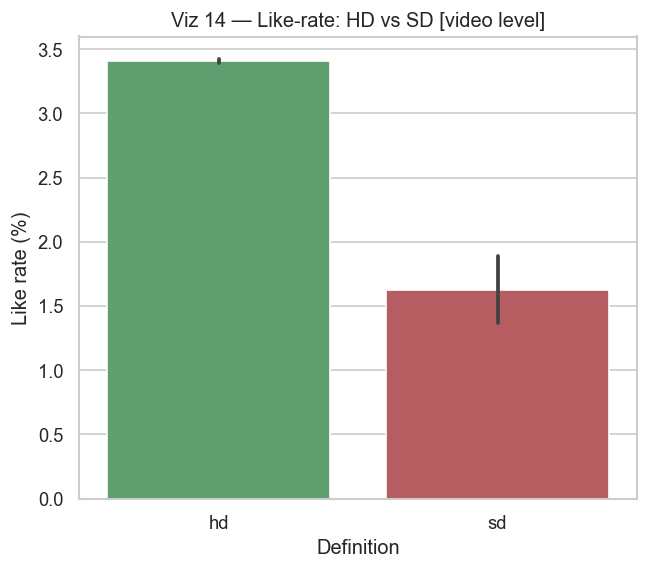 Viz 14 — Like-rate: HD vs SD [video level]
Like rate (%)
3.5
3.0
2.5
2.0
1.5
1.0
0.5
0.0
hd
sd
Definition